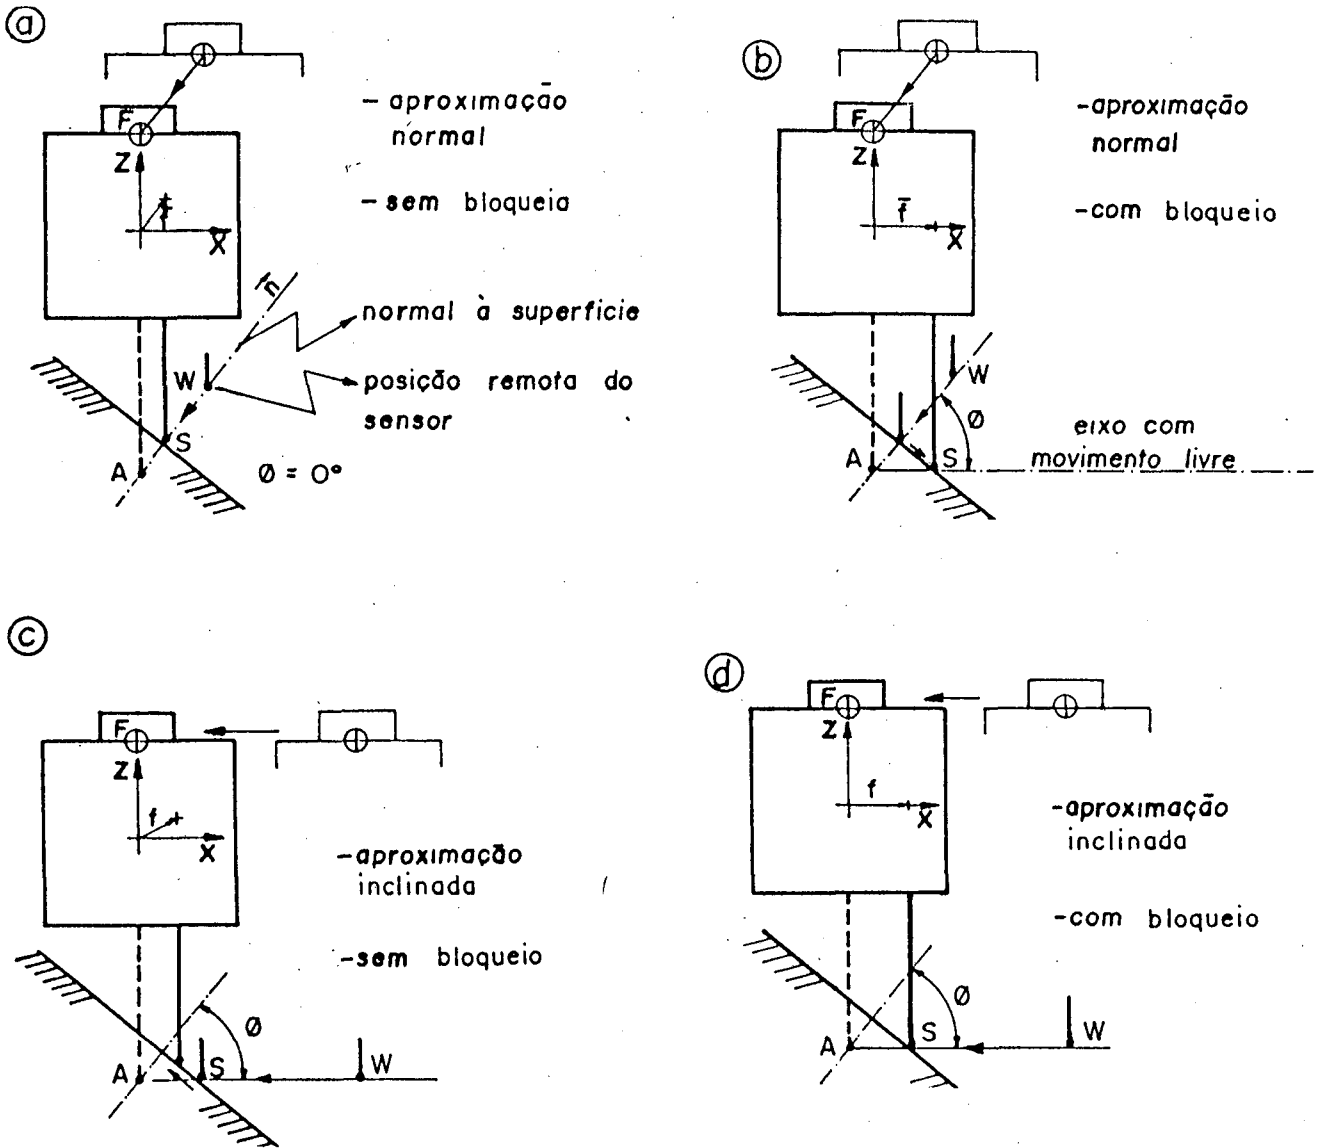 a
F
Z
f
X
- aproximação
normal
- sem bloqueia
n
normal à superficie
W
posição remota do
sensor
S
A
Ø = 0°
b
F
Z
f
X
-aproximação
normal
-com bloqueio
W
Ø
eixo com
movimento livre
A
S
c
F
Z
f
X
-aproximação
inclinada
-sem bloqueio
Ø
A
S
W
d
F
Z
f
X
-aproximação
inclinada
-com bloqueio
Ø
A
S
W